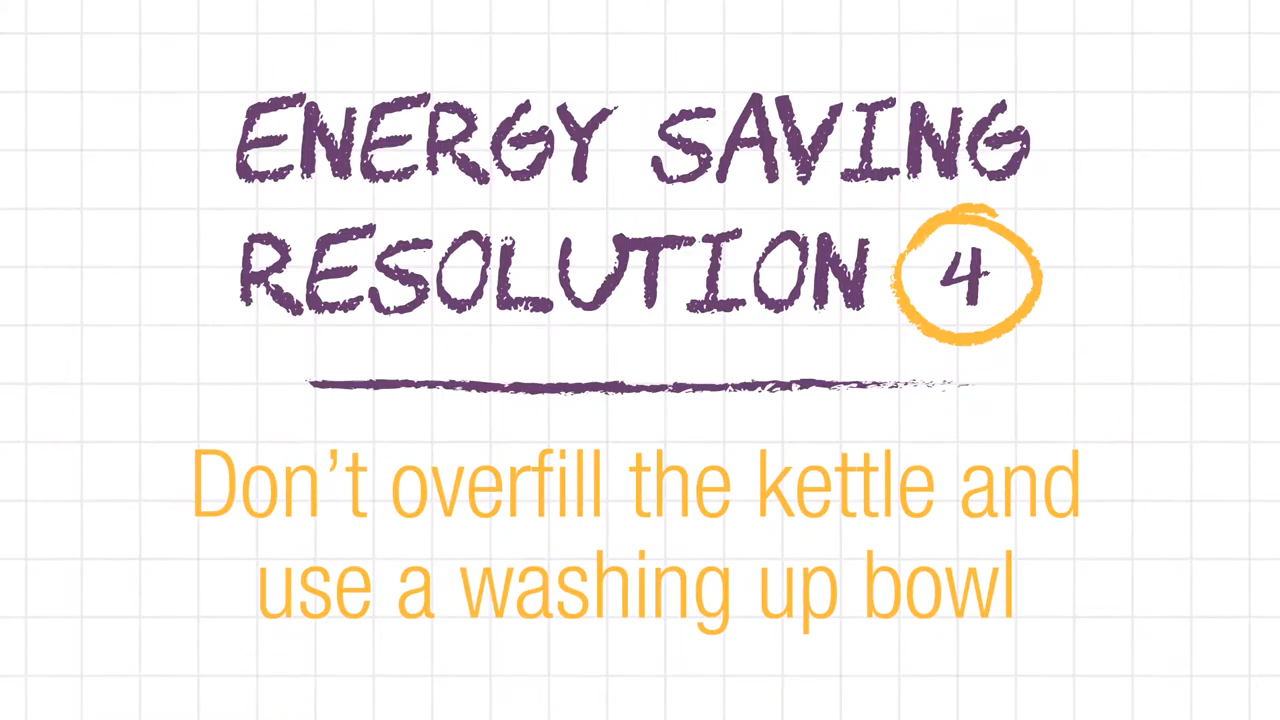 ENERGY SAVING
RESOLUTION 4
Don’t overfill the kettle and
use a washing up bowl